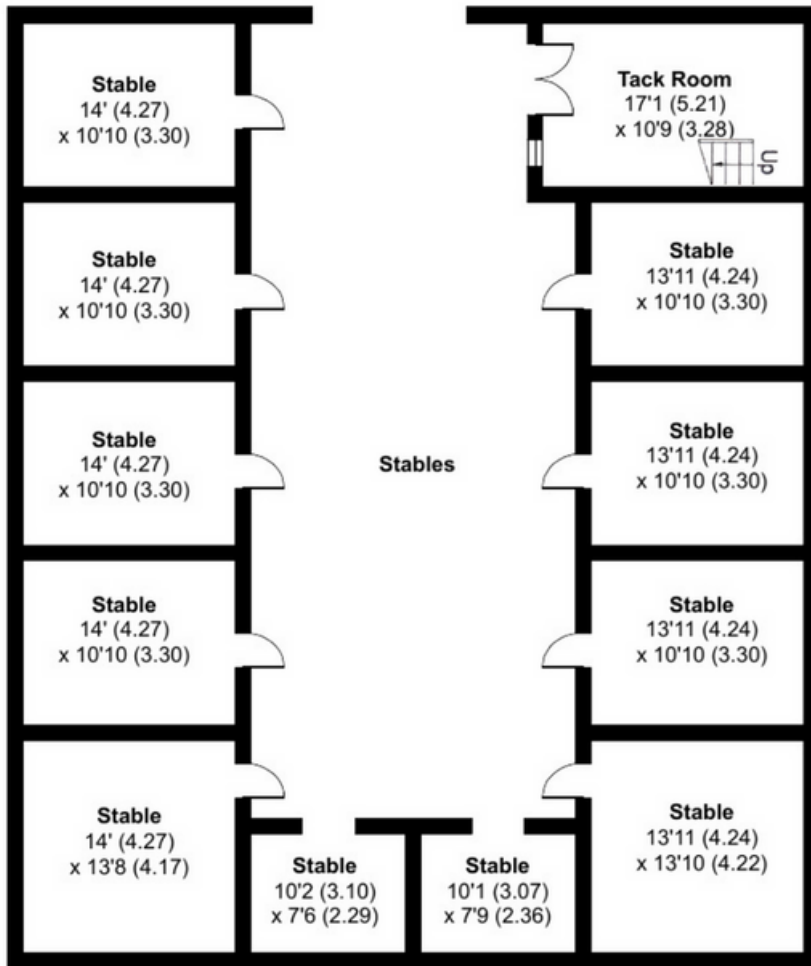 Stable
14' (4.27)
x 10'10 (3.30)
Tack Room
17'1 (5.21)
x 10'9 (3.28)
Up
Stable
14' (4.27)
x 10'10 (3.30)
Stable
13'11 (4.24)
x 10'10 (3.30)
Stable
14' (4.27)
x 10'10 (3.30)
Stables
Stable
13'11 (4.24)
x 10'10 (3.30)
Stable
14' (4.27)
x 10'10 (3.30)
Stable
13'11 (4.24)
x 10'10 (3.30)
Stable
14' (4.27)
x 13'8 (4.17)
Stable
10'2 (3.10)
x 7'6 (2.29)
Stable
10'1 (3.07)
x 7'9 (2.36)
Stable
13'11 (4.24)
x 13'10 (4.22)